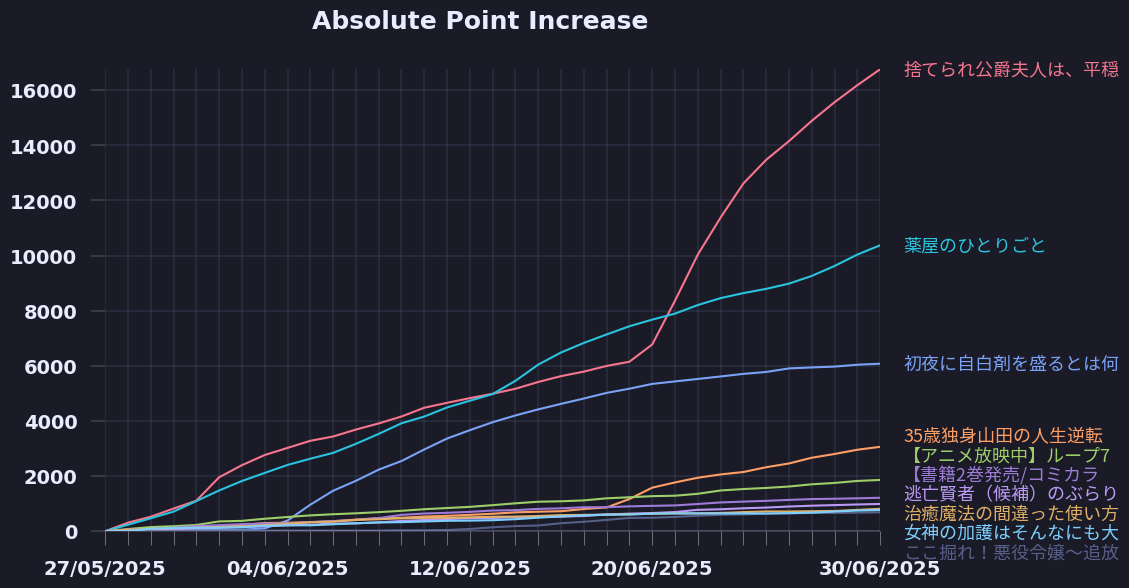 Absolute Point Increase
16000
14000
12000
10000
8000
6000
4000
2000
0
27/05/2025
04/06/2025
12/06/2025
20/06/2025
30/06/2025
捨てられ公爵夫人は、平穏
薬屋のひとりごと
初夜に自白剤を盛るとは何
35歳独身山田の人生逆転
【アニメ放映中】ループ7
【書籍2巻発売/コミカラ
逃亡賢者（候補）のぶらり
治癒魔法の間違った使い方
女神の加護はそんなにも大
ここ掘れ！悪役令嬢〜追放